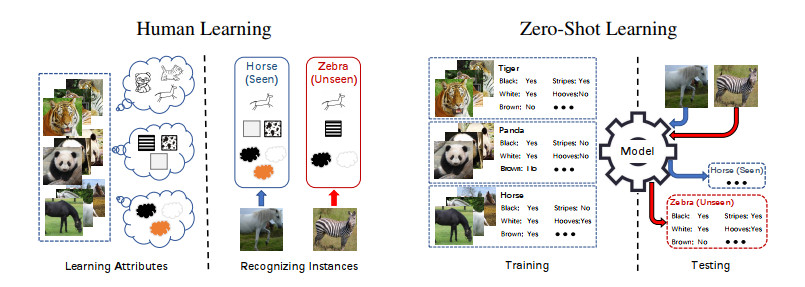 Human Learning
Horse
(Seen)
Zebra
(Unseen)
Learning Attributes
Recognizing Instances
Zero-Shot Learning
Tiger
Black: Yes Stripes: Yes
White: Yes Hooves:No
Brown: No ●●●
Panda
Black: Yes Stripes: No
White: Yes Hooves:No
Brown: No ●●●
Horse
Black: Yes Stripes: No
White: Yes Hooves:Yes
Brown: Yes ●●●
Training
Model
Horse (Seen)
●●●
Zebra (Unseen)
Black: Yes Stripes: Yes
White: Yes Hooves:Yes
Brown: No ●●●
Testing